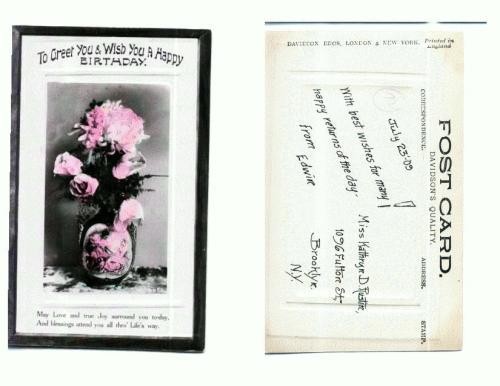 To Greet You & Wish You A Happy
BIRTHDAY.
May Love and true Joy surround you to-day,
And blessings attend you all thro' Life's way.
DAVIDSON BROS, LONDON & NEW YORK.
Printed in
England
POST CARD.
DAVIDSON'S QUALITY.
CORRESPONDENCE.
ADDRESS.
STAMP.
July 23-09
With best wishes for many
happy returns of the day.
from Edwin
Miss Kathryn D.
1096 Fulton St,
Brooklyn.
N.Y.